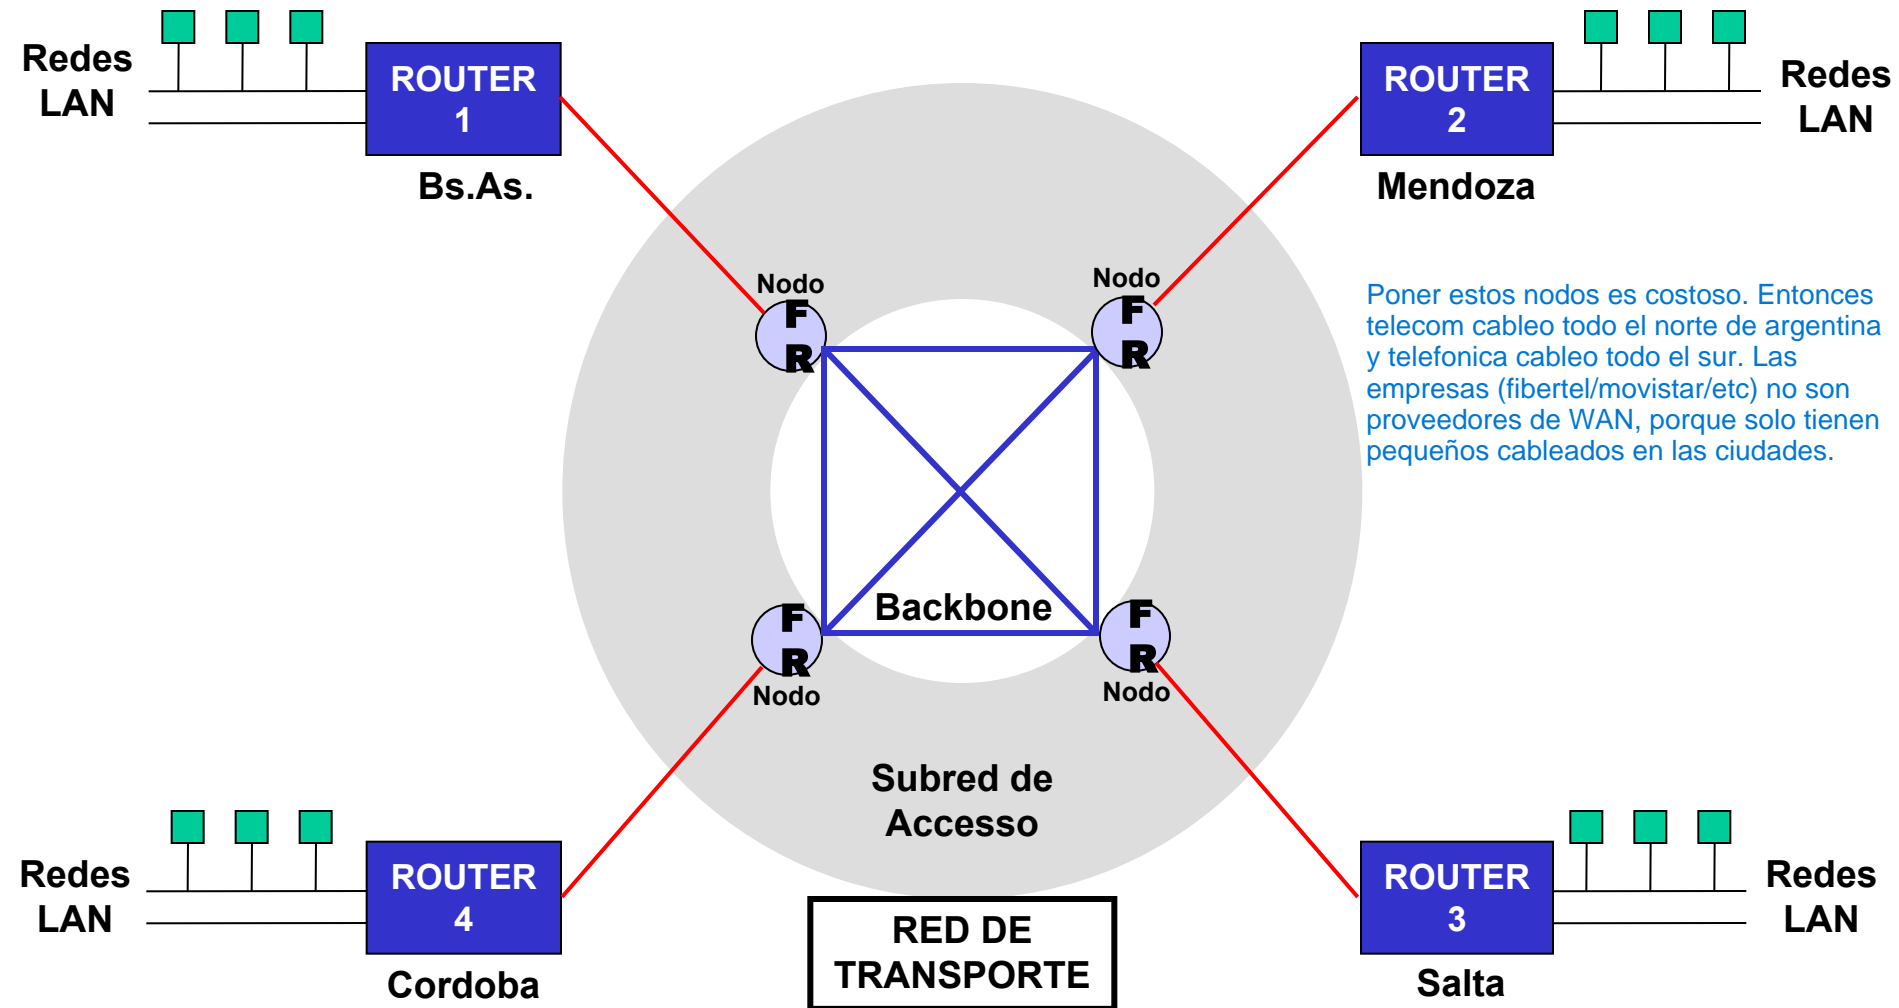 Redes
LAN
ROUTER
1
Bs.As.
ROUTER
2
Mendoza
Redes
LAN
Nodo
F
R
Nodo
F
R
Poner estos nodos es costoso. Entonces
telecom cableo todo el norte de argentina
y telefonica cableo todo el sur. Las
empresas (fibertel/movistar/etc) no son
proveedores de WAN, porque solo tienen
pequeños cableados en las ciudades.
Backbone
F
R
Nodo
F
R
Nodo
Subred de
Accesso
Redes
LAN
ROUTER
4
Cordoba
RED DE
TRANSPORTE
ROUTER
3
Salta
Redes
LAN